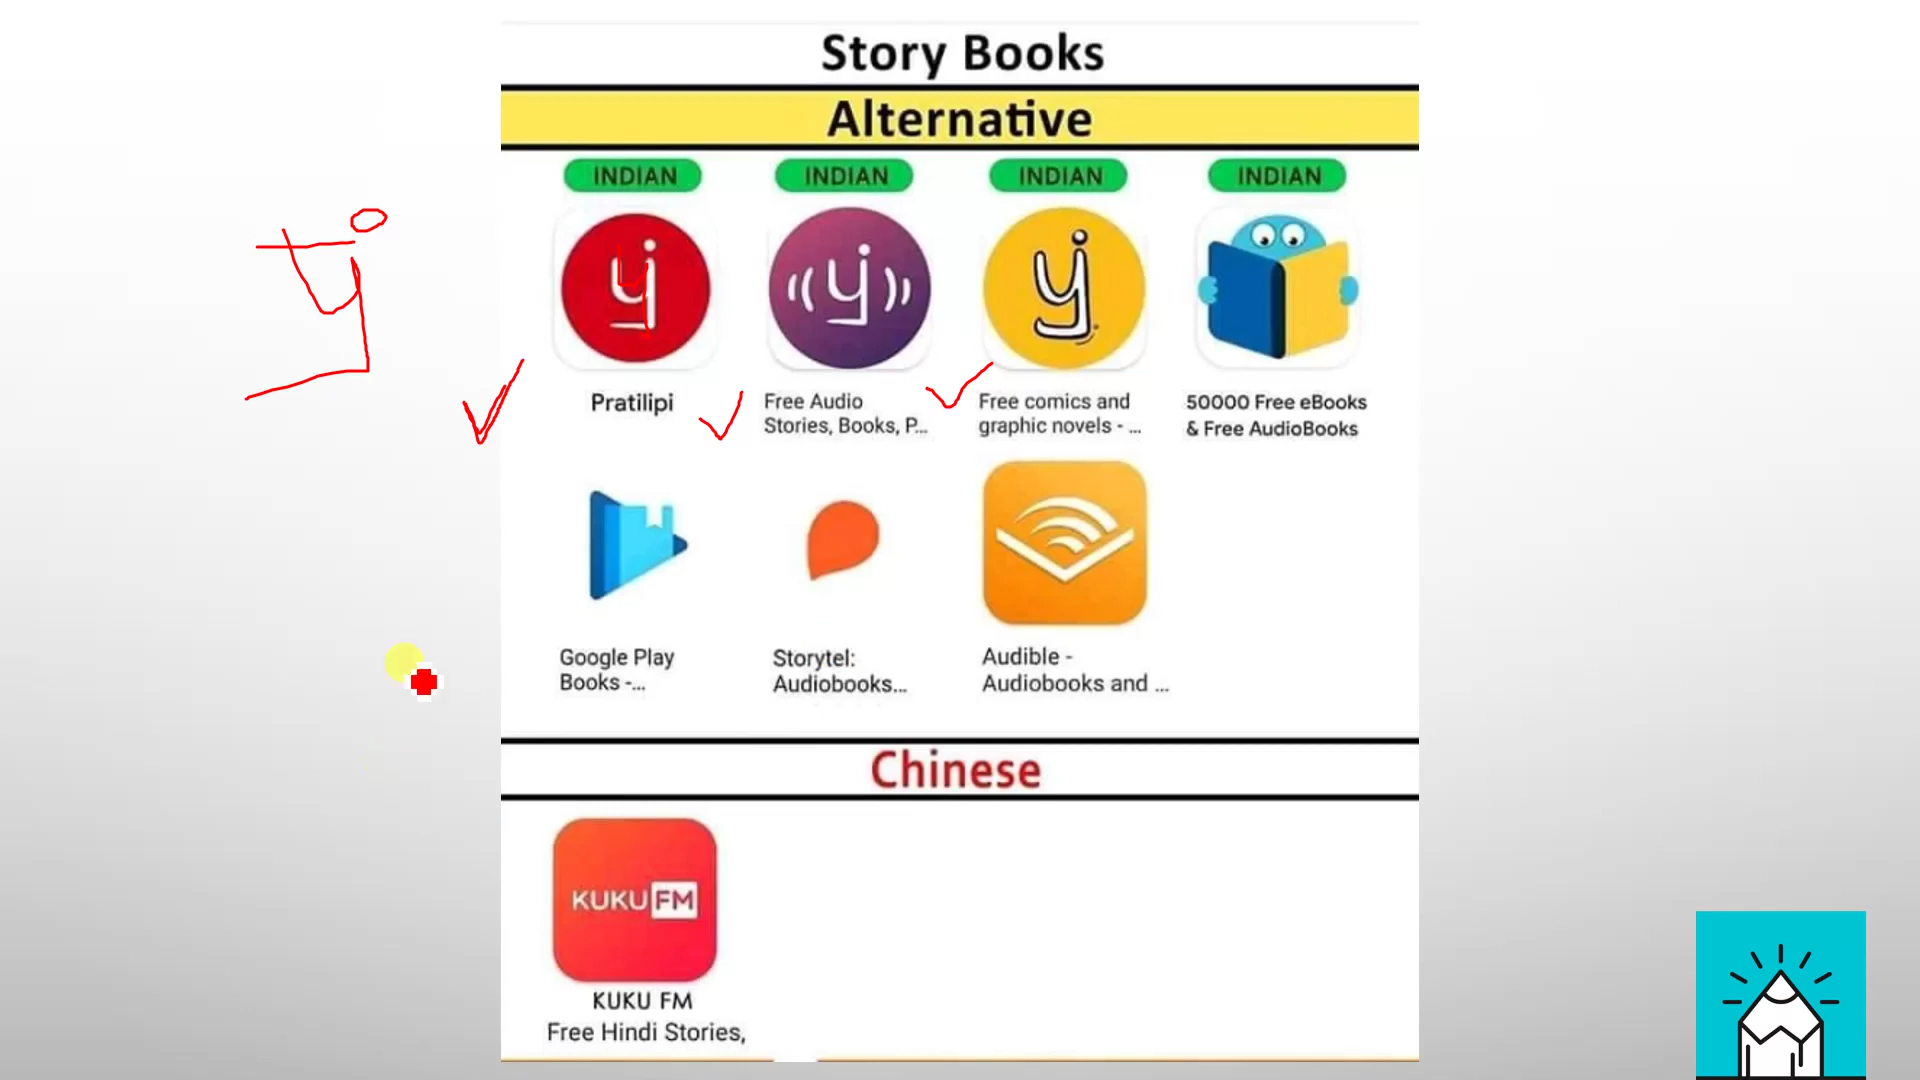 Story Books
Alternative
INDIAN INDIAN INDIAN INDIAN
Pratilipi
Free Audio
Stories, Books, P...
Free comics and
graphic novels - ...
50000 Free eBooks
& Free AudioBooks
Google Play
Books -...
Storytel:
Audiobooks...
Audible -
Audiobooks and ...
Chinese
KUKU FM
KUKU FM
Free Hindi Stories,